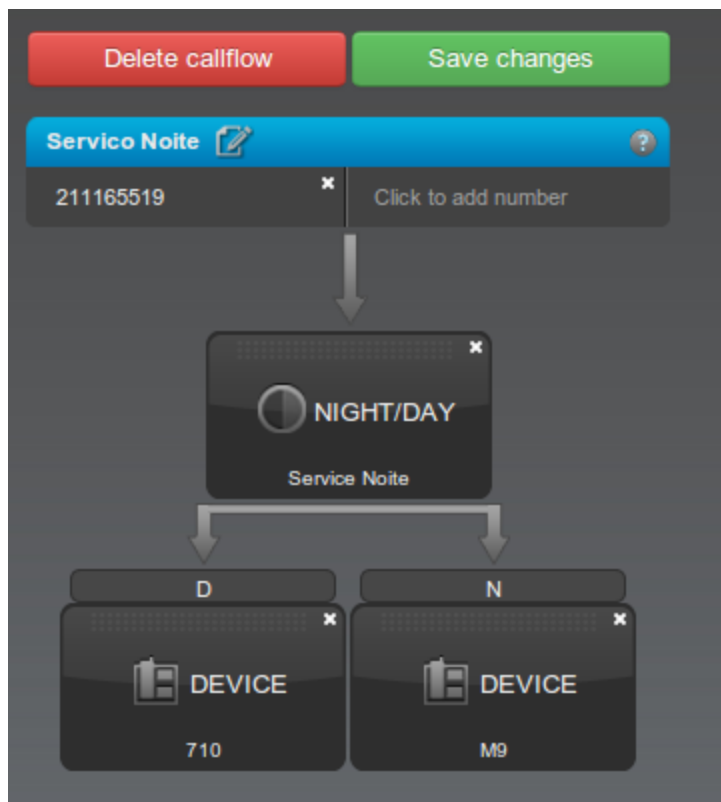 Delete callflow
Save changes
Servico Noite
?
211165519
Click to add number
NIGHT/DAY
Service Noite
D
N
DEVICE
DEVICE
710
M9